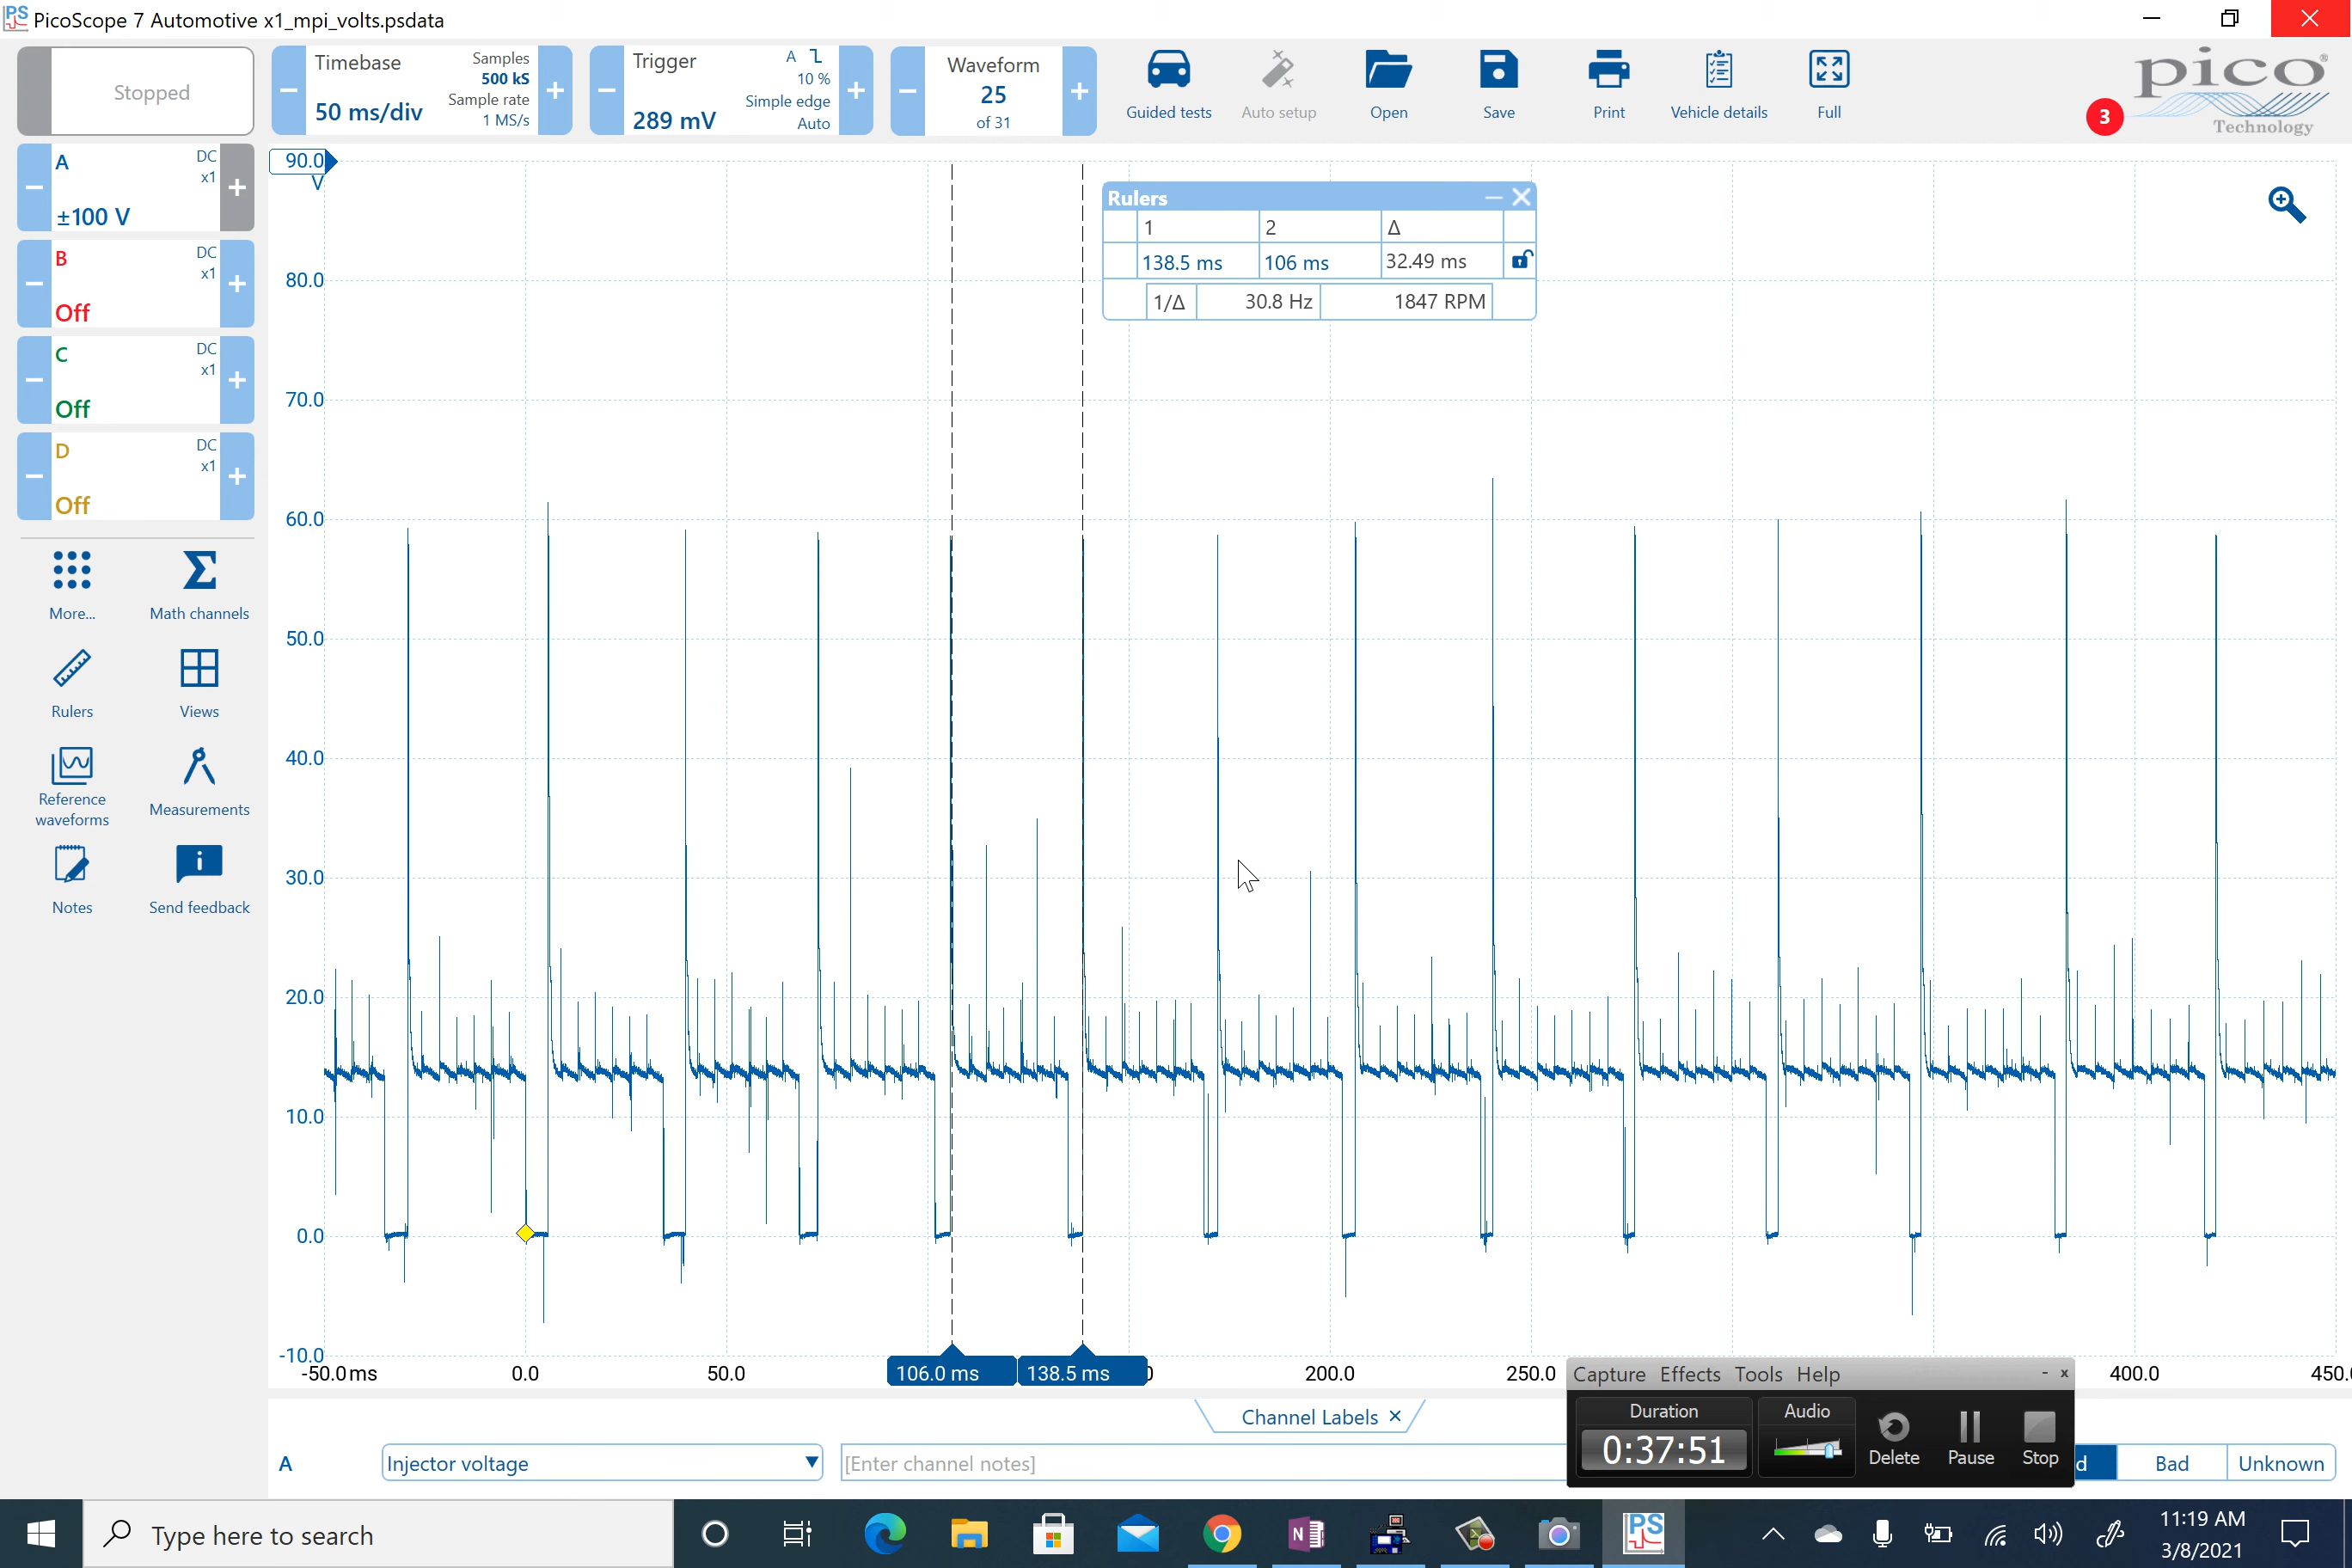 PicoScope 7 Automotive x1_mpi_volts.psdata
Stopped
Timebase
50 ms/div
Samples
500 kS
Sample rate
1 MS/s
Trigger
289 mV
A
10 %
Simple edge
Auto
Waveform
25
of 31
Guided tests
Auto setup
Open
Save
Print
Vehicle details
Full
3
pico
Technology
A
DC
x1
±100 V
B
DC
x1
Off
C
DC
x1
Off
D
DC
x1
Off
More...
Math channels
Rulers
Views
Reference
waveforms
Measurements
Notes
Send feedback
90.0
V
80.0
70.0
60.0
50.0
40.0
30.0
20.0
10.0
0.0
-10.0
Rulers
1 2 Δ
138.5 ms 106 ms 32.49 ms
1/Δ 30.8 Hz 1847 RPM
-50.0 ms 0.0 50.0 106.0 ms 138.5 ms 200.0 250.0 400.0 450.
Channel Labels
A
Injector voltage
[Enter channel notes]
Capture Effects Tools Help
Duration
0:37:51
Audio
Delete
Pause
Stop
d
Bad
Unknown
Type here to search
PS
11:19 AM
3/8/2021